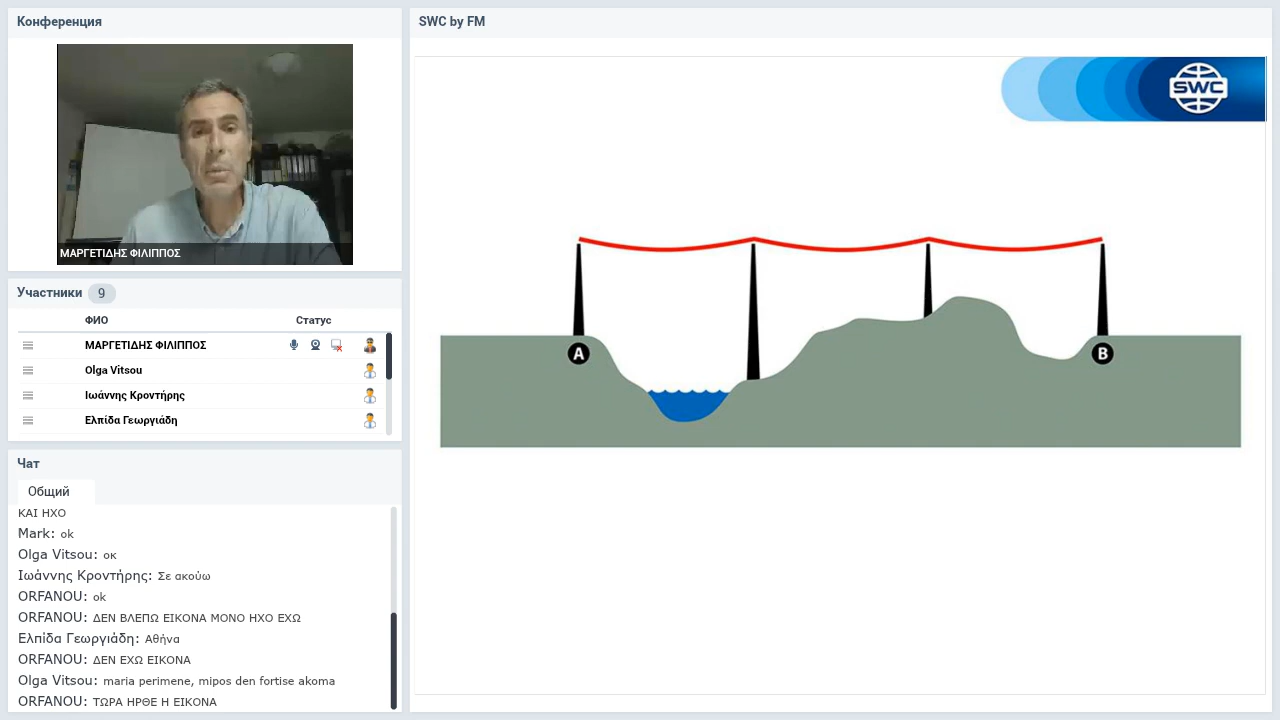 Конференция
ΜΑΡΓΕΤΙΔΗΣ ΦΙΛΙΠΠΟΣ
Участники 9
ФИО Статус
ΜΑΡΓΕΤΙΔΗΣ ΦΙΛΙΠΠΟΣ
Olga Vitsou
Ιωάννης Κροντήρης
Ελπίδα Γεωργιάδη
Чат
Общий
ΚΑΙ ΗΧΟ
Mark: ok
Olga Vitsou: οκ
Ιωάννης Κροντήρης: Σε ακούω
ORFANOU: ok
ORFANOU: ΔΕΝ ΒΛΕΠΩ ΕΙΚΟΝΑ ΜΟΝΟ ΗΧΟ ΕΧΩ
Ελπίδα Γεωργιάδη: Αθήνα
ORFANOU: ΔΕΝ ΕΧΩ ΕΙΚΟΝΑ
Olga Vitsou: maria perimene, mipos den fortise akoma
ORFANOU: ΤΩΡΑ ΗΡΘΕ Η ΕΙΚΟΝΑ
SWC by FM
SWC
A B